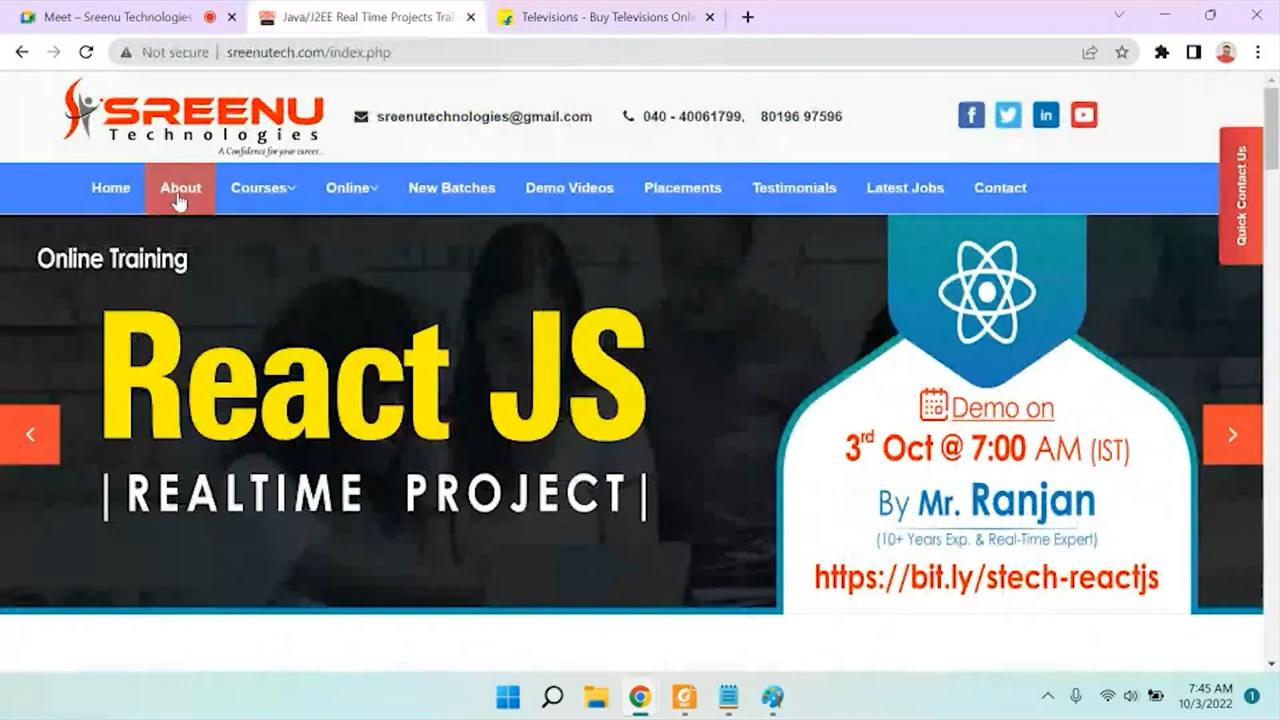 Meet – Sreenu Technologies
Java/J2EE Real Time Projects Trai
Televisions - Buy Televisions Onli
Not secure | sreenutech.com/index.php
SREENU
Technologies
A Confidence for your career..
sreenutechnologies@gmail.com
040 - 40061799, 80196 97596
Home About Courses Online New Batches Demo Videos Placements Testimonials Latest Jobs Contact
Quick Contact Us
Online Training
React JS
|REALTIME PROJECT|
Demo on
3rd Oct @ 7:00 AM (IST)
By Mr. Ranjan
(10+ Years Exp. & Real-Time Expert)
https://bit.ly/stech-reactjs
7:45 AM
10/3/2022
1